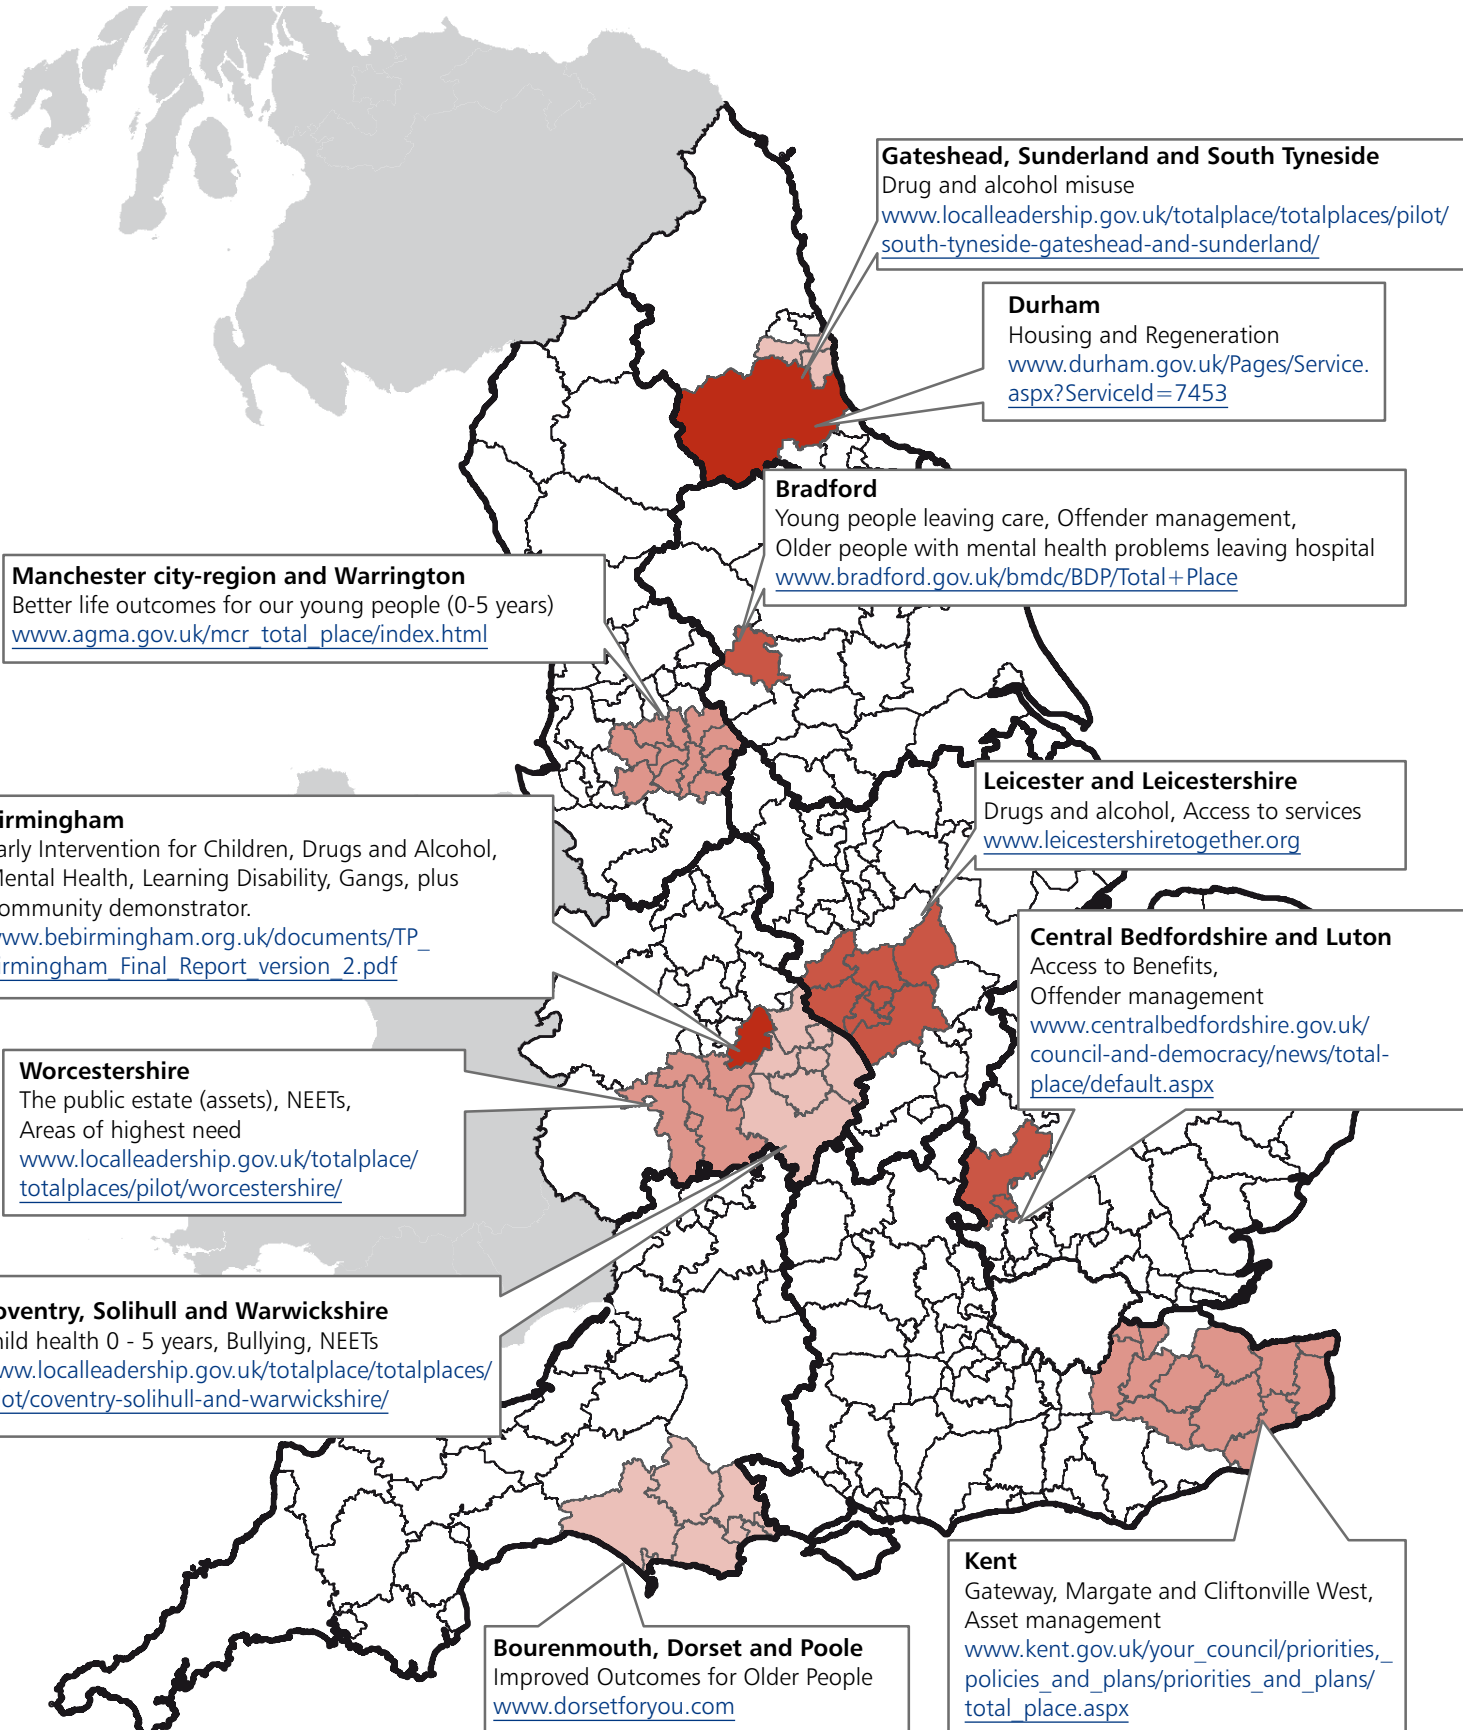 Gateshead, Sunderland and South Tyneside
Drug and alcohol misuse
www.localleadership.gov.uk/totalplace/totalplaces/pilot/
south-tyneside-gateshead-and-sunderland/
Durham
Housing and Regeneration
www.durham.gov.uk/Pages/Service.
aspx?ServiceId=7453
Bradford
Young people leaving care, Offender management,
Older people with mental health problems leaving hospital
www.bradford.gov.uk/bmdc/BDP/Total+Place
Manchester city-region and Warrington
Better life outcomes for our young people (0-5 years)
www.agma.gov.uk/mcr_total_place/index.html
Leicester and Leicestershire
Drugs and alcohol, Access to services
www.leicestershiretogether.org
irmingham
arly Intervention for Children, Drugs and Alcohol,
Mental Health, Learning Disability, Gangs, plus
ommunity demonstrator.
www.bebirmingham.org.uk/documents/TP_
irmingham_Final_Report_version_2.pdf
Central Bedfordshire and Luton
Access to Benefits,
Offender management
www.centralbedfordshire.gov.uk/
council-and-democracy/news/total-
place/default.aspx
Worcestershire
The public estate (assets), NEETs,
Areas of highest need
www.localleadership.gov.uk/totalplace/
totalplaces/pilot/worcestershire/
oventry, Solihull and Warwickshire
hild health 0 - 5 years, Bullying, NEETs
ww.localleadership.gov.uk/totalplace/totalplaces/
ot/coventry-solihull-and-warwickshire/
Kent
Gateway, Margate and Cliftonville West,
Asset management
www.kent.gov.uk/your_council/priorities,_
policies_and_plans/priorities_and_plans/
total_place.aspx
Bourenmouth, Dorset and Poole
Improved Outcomes for Older People
www.dorsetforyou.com